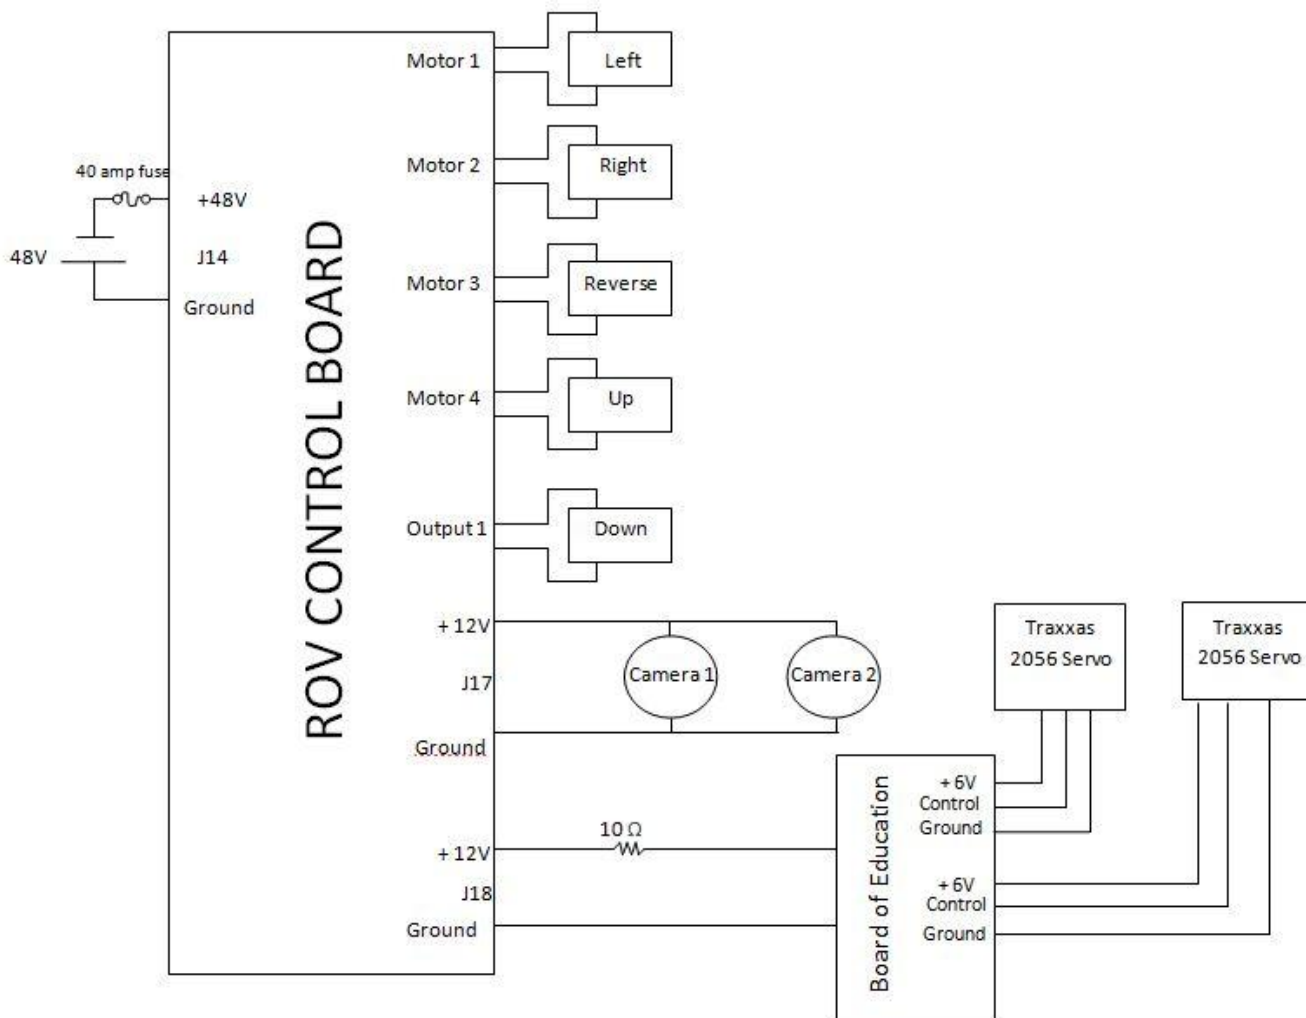 Motor 1
Left
Motor 2
Right
40 amp fuse
+48V
48V
J14
Ground
ROV CONTROL BOARD
Motor 3
Reverse
Motor 4
Up
Output 1
Down
+ 12V
J17
Ground
Camera 1
Camera 2
Traxxas
2056 Servo
Traxxas
2056 Servo
+ 12V
J18
Ground
10 Ω
Board of Education
+ 6V
Control
Ground
+ 6V
Control
Ground